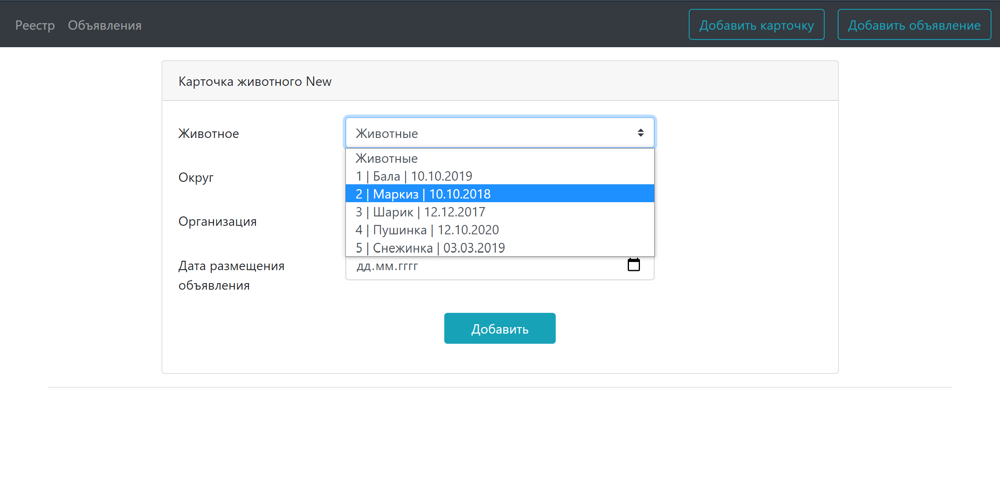 Реестр Объявления Добавить карточку Добавить объявление
Карточка животного New
Животное Животные
Животные
1 | Бала | 10.10.2019
Округ
2 | Маркиз | 10.10.2018
3 | Шарик | 12.12.2017
Организация
4 | Пушинка | 12.10.2020
5 | Снежинка | 03.03.2019
Дата размещения дд.мм.гггг
объявления
Добавить